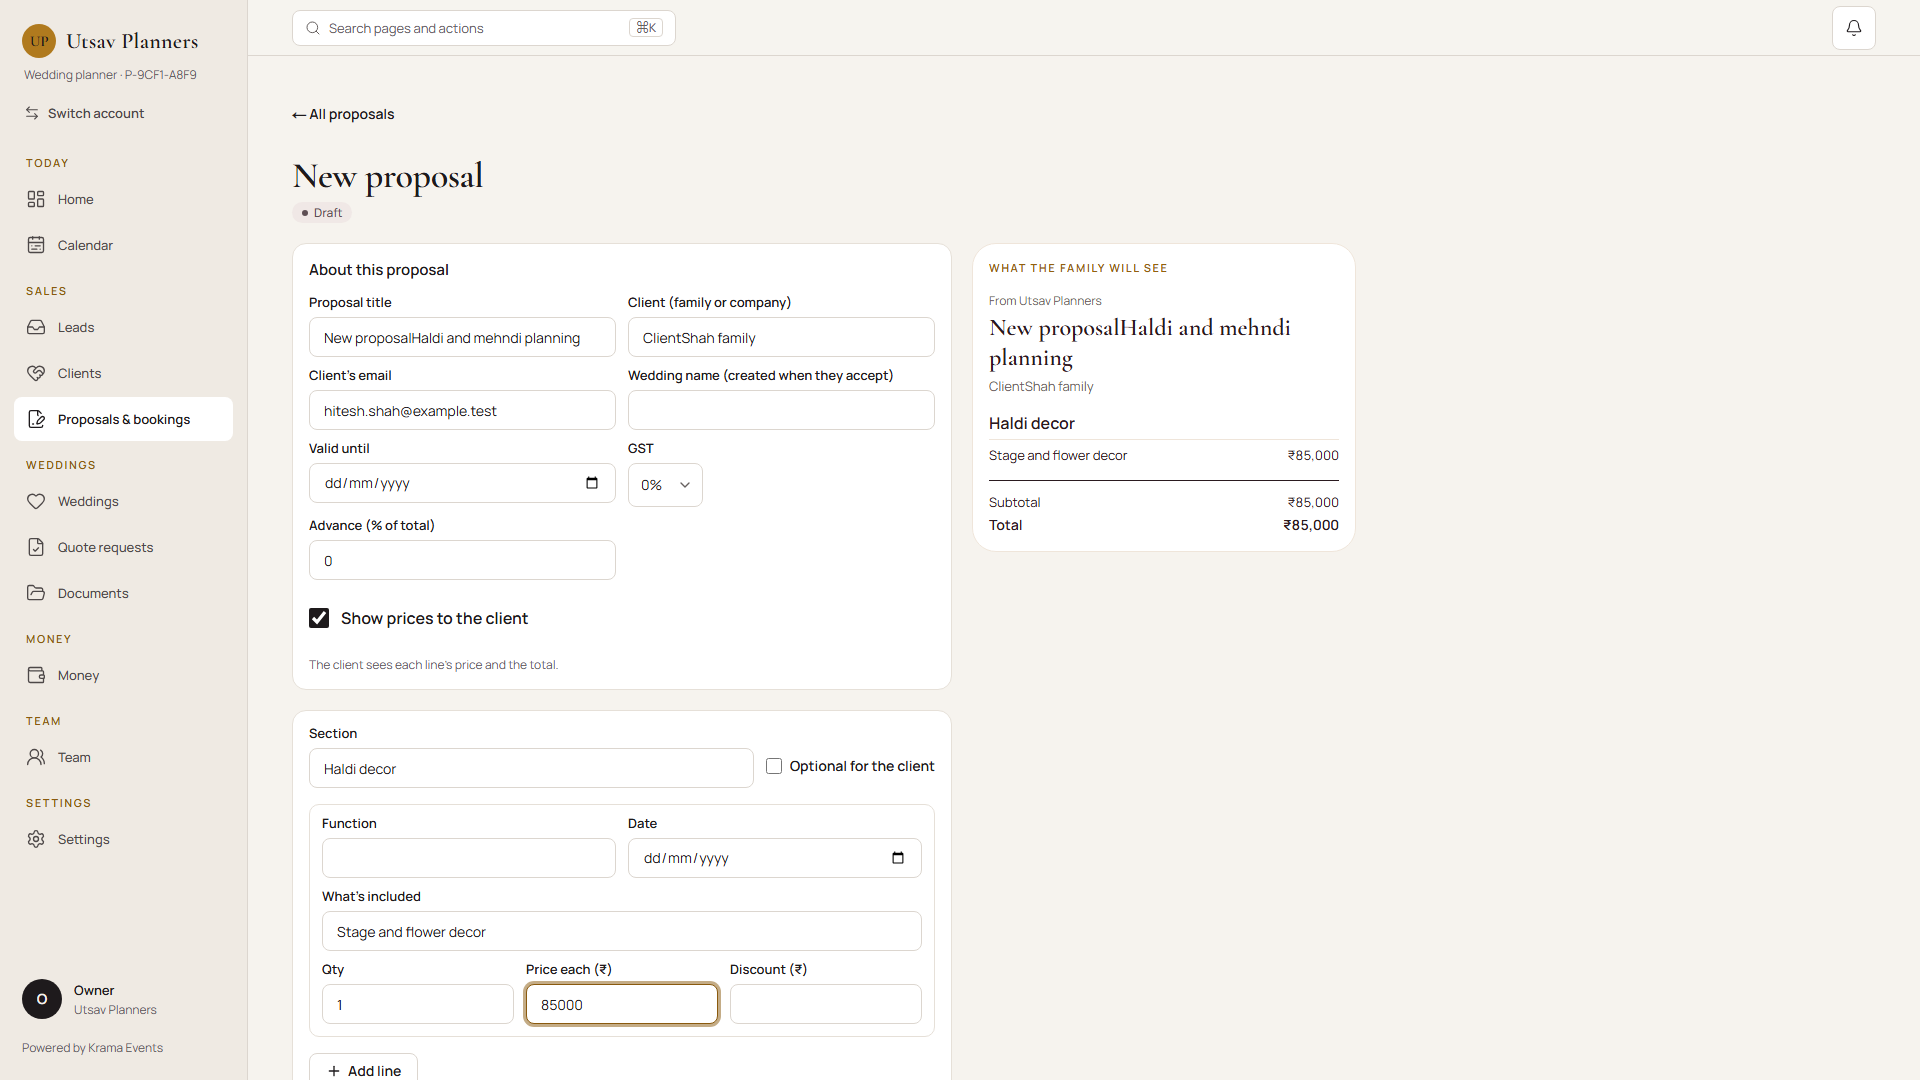 UP
Utsav Planners
Wedding planner · P-9CF1-A8F9
Switch account
TODAY
Home
Calendar
SALES
Leads
Clients
Proposals & bookings
WEDDINGS
Weddings
Quote requests
Documents
MONEY
Money
TEAM
Team
SETTINGS
Settings
O
Owner
Utsav Planners
Powered by Krama Events
Search pages and actions
⌘K
← All proposals
New proposal
Draft
About this proposal
Proposal title
New proposalHaldi and mehndi planning
Client (family or company)
ClientShah family
Client's email
hitesh.shah@example.test
Wedding name (created when they accept)
Valid until
dd/mm/yyyy
GST
0%
Advance (% of total)
0
Show prices to the client
The client sees each line's price and the total.
Section
Haldi decor
Optional for the client
Function
Date
dd/mm/yyyy
What's included
Stage and flower decor
Qty
1
Price each (₹)
85000
Discount (₹)
+ Add line
WHAT THE FAMILY WILL SEE
From Utsav Planners
New proposalHaldi and mehndi
planning
ClientShah family
Haldi decor
Stage and flower decor ₹85,000
Subtotal ₹85,000
Total ₹85,000